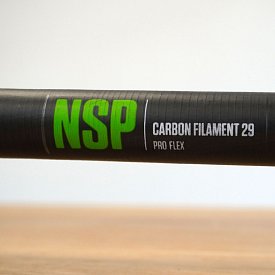 NSP
CARBON FILAMENT 29
PRO FLEX